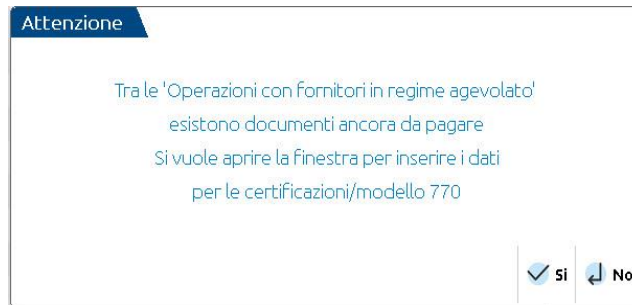 Attenzione
Tra le 'Operazioni con fornitori in regime agevolato'
esistono documenti ancora da pagare
Si vuole aprire la finestra per inserire i dati
per le certificazioni/modello 770
Si No